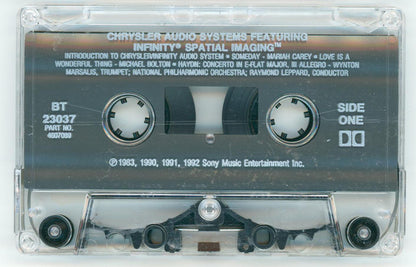 CHRYSLER AUDIO SYSTEMS FEATURING
INFINITY® SPATIAL IMAGING™
INTRODUCTION TO CHRYSLER/INFINITY AUDIO SYSTEM • SOMEDAY - MARIAH CAREY • LOVE IS A
WONDERFUL THING - MICHAEL BOLTON • HAYDN: CONCERTO IN E-FLAT MAJOR, III ALLEGRO - WYNTON
MARSALIS, TRUMPET; NATIONAL PHILHARMONIC ORCHESTRA; RAYMOND LEPPARD, CONDUCTOR
BT
23037
PART NO.
4007089
SIDE
ONE
℗ 1983, 1990, 1991, 1992 Sony Music Entertainment Inc.